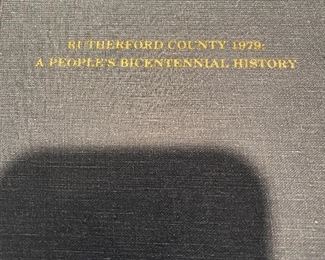 RUTHERFORD COUNTY 1979:
A PEOPLE'S BICENTENNIAL HISTORY